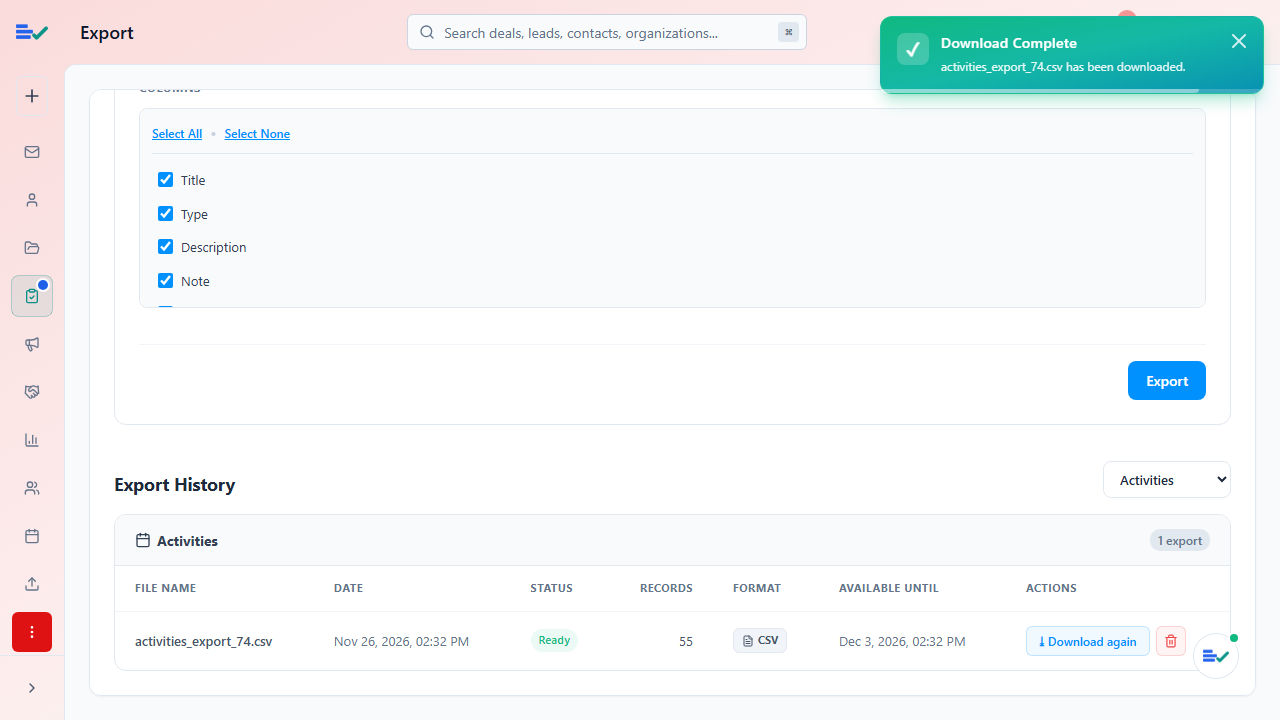 Export
Search deals, leads, contacts, organizations...
⌘
Download Complete
activities_export_74.csv has been downloaded.
COLUMNS
Select All • Select None
Title
Type
Description
Note
Export
Export History
Activities
Activities
1 export
FILE NAME DATE STATUS RECORDS FORMAT AVAILABLE UNTIL ACTIONS
activities_export_74.csv Nov 26, 2026, 02:32 PM Ready 55 CSV Dec 3, 2026, 02:32 PM Download again